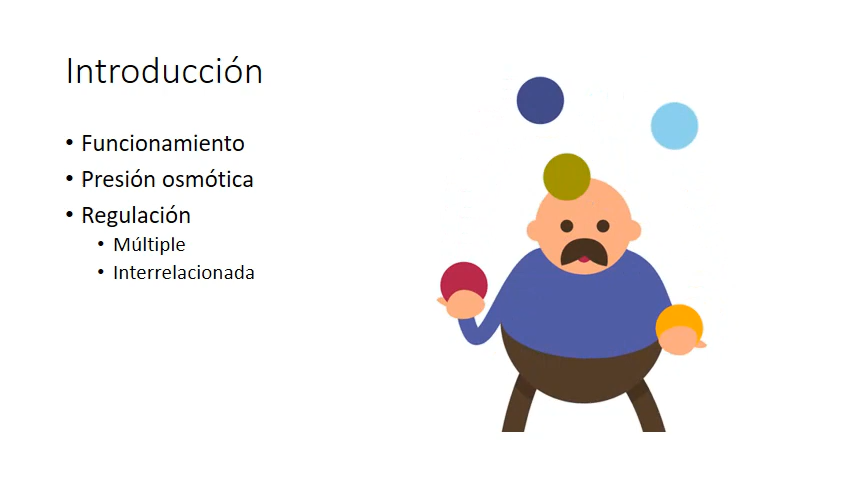 Introducción
• Funcionamiento
• Presión osmótica
• Regulación
• Múltiple
• Interrelacionada